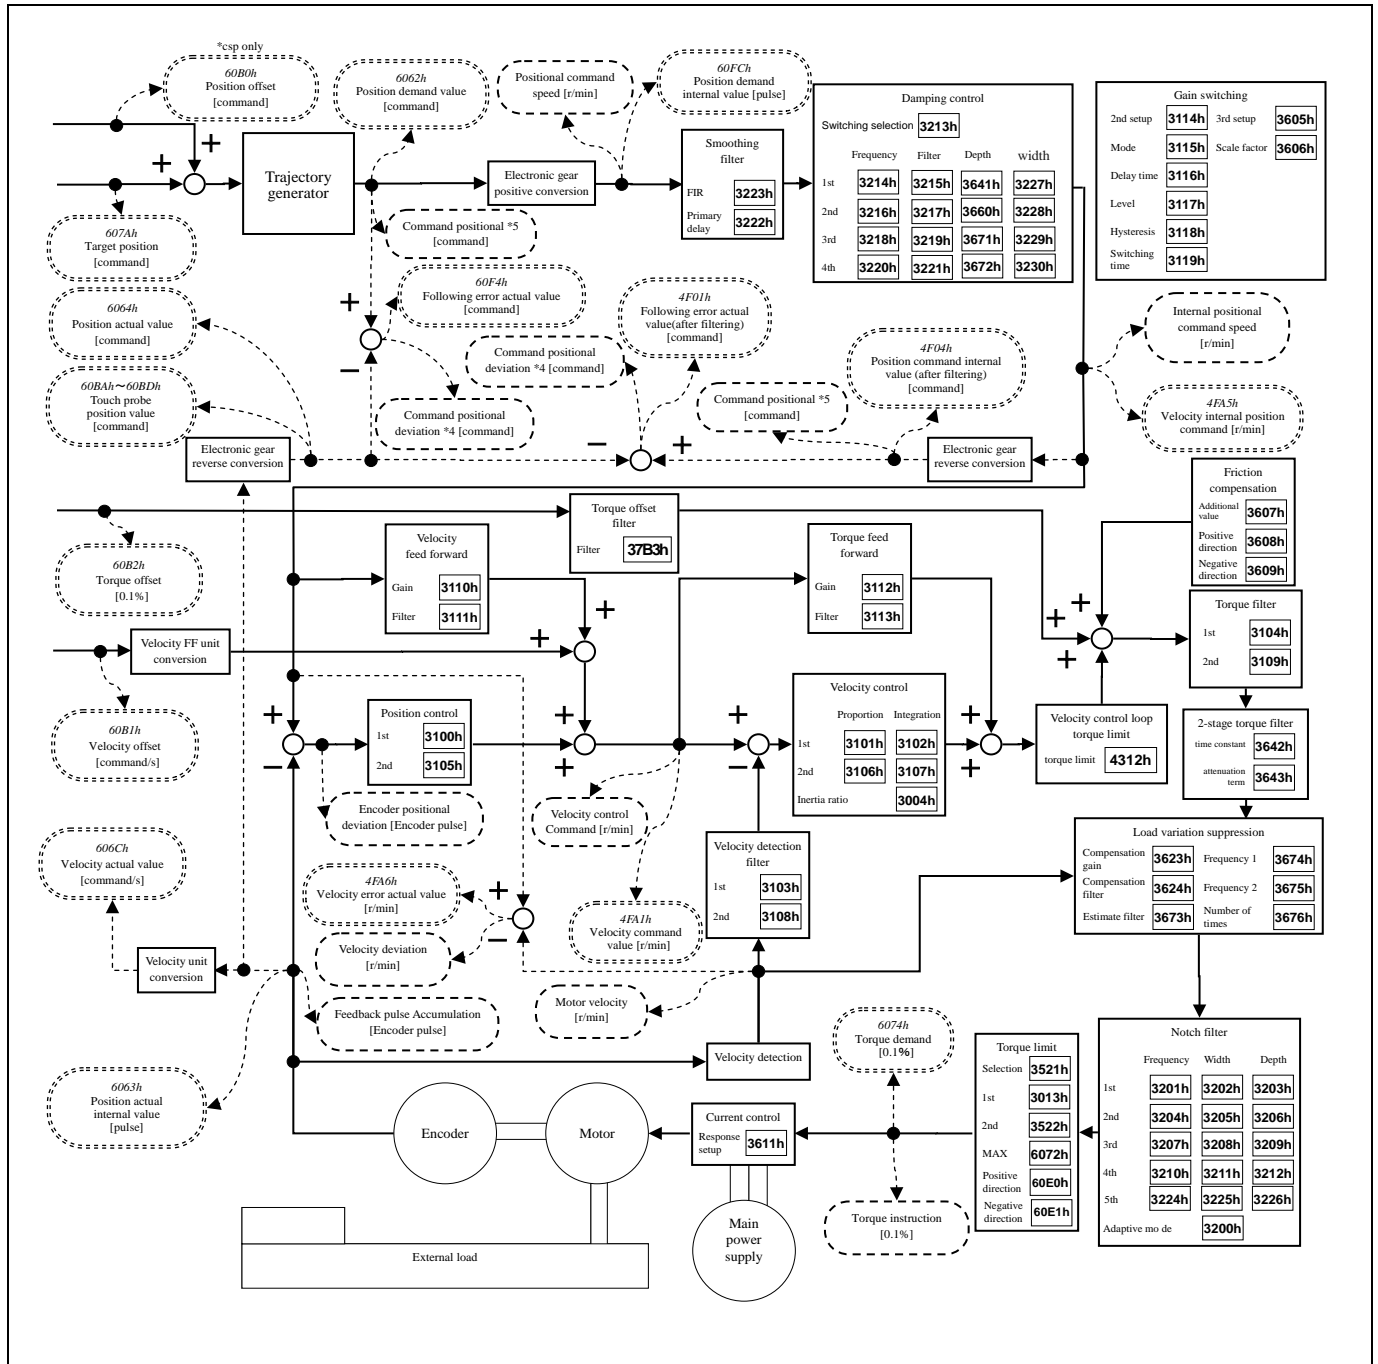 *csp only
60B0h
Position offset
[command]
6062h
Position demand value
[command]
Positional command
speed [r/min]
60FCh
Position demand
internal value [pulse]
+
+
Trajectory
generator
Electronic gear
positive conversion
Smoothing
filter
FIR
3223h
Primary
delay
3222h
Damping control
Switching selection
3213h
Frequency Filter Depth width
1st 3214h 3215h 3641h 3227h
2nd 3216h 3217h 3660h 3228h
3rd 3218h 3219h 3671h 3229h
4th 3220h 3221h 3672h 3230h
Gain switching
2nd setup 3114h 3rd setup 3605h
Mode 3115h Scale factor 3606h
Delay time 3116h
Level 3117h
Hysteresis 3118h
Switching
time
3119h
607Ah
Target position
[command]
Command positional *5
[command]
6064h
Position actual value
[command]
60F4h
Following error actual value
[command]
+
−
4F01h
Following error actual
value(after filtering)
[command]
Internal positional
command speed
[r/min]
Command positional
deviation *4 [command]
4F04h
Position command internal
value (after filtering)
[command]
60BAh～60BDh
Touch probe
position value
[command]
Command positional
deviation *4 [command]
Command positional *5
[command]
4FA5h
Velocity internal position
command [r/min]
Electronic gear
reverse conversion
−
+
Electronic gear
reverse conversion
Friction
compensation
Additional
value
3607h
Positive
direction
3608h
Negative
direction
3609h
Torque offset
filter
Filter 37B3h
60B2h
Torque offset
[0.1%]
Velocity
feed forward
Gain 3110h
Filter 3111h
Torque feed
forward
Gain 3112h
Filter 3113h
+
+
+
+
+
Torque filter
1st 3104h
2nd 3109h
Velocity FF unit
conversion
60B1h
Velocity offset
[command/s]
+
−
Position control
1st 3100h
2nd 3105h
+
+
+
−
Velocity control
Proportion Integration
1st 3101h 3102h
2nd 3106h 3107h
Inertia ratio 3004h
+
+
Velocity control loop
torque limit
torque limit 4312h
2-stage torque filter
time constant 3642h
attenuation
term
3643h
Encoder positional
deviation [Encoder pulse]
Velocity control
Command [r/min]
Velocity detection
filter
1st 3103h
2nd 3108h
Load variation suppression
Compensation
gain
3623h Frequency 1 3674h
Compensation
filter
3624h Frequency 2 3675h
Estimate filter 3673h Number of
times
3676h
606Ch
Velocity actual value
[command/s]
4FA6h
Velocity error actual value
[r/min]
+
−
Velocity deviation
[r/min]
4FA1h
Velocity command
value [r/min]
Velocity unit
conversion
Feedback pulse Accumulation
[Encoder pulse]
Motor velocity
[r/min]
Velocity detection
6074h
Torque demand
[0.1%]
Torque limit
Selection 3521h
1st 3013h
2nd 3522h
MAX 6072h
Positive
direction
60E0h
Negative
direction
60E1h
Notch filter
Frequency Width Depth
1st 3201h 3202h 3203h
2nd 3204h 3205h 3206h
3rd 3207h 3208h 3209h
4th 3210h 3211h 3212h
5th 3224h 3225h 3226h
Adaptive mo de 3200h
6063h
Position actual
internal value
[pulse]
Encoder
Motor
Current control
Response
setup
3611h
Torque instruction
[0.1%]
Main
power
supply
External load